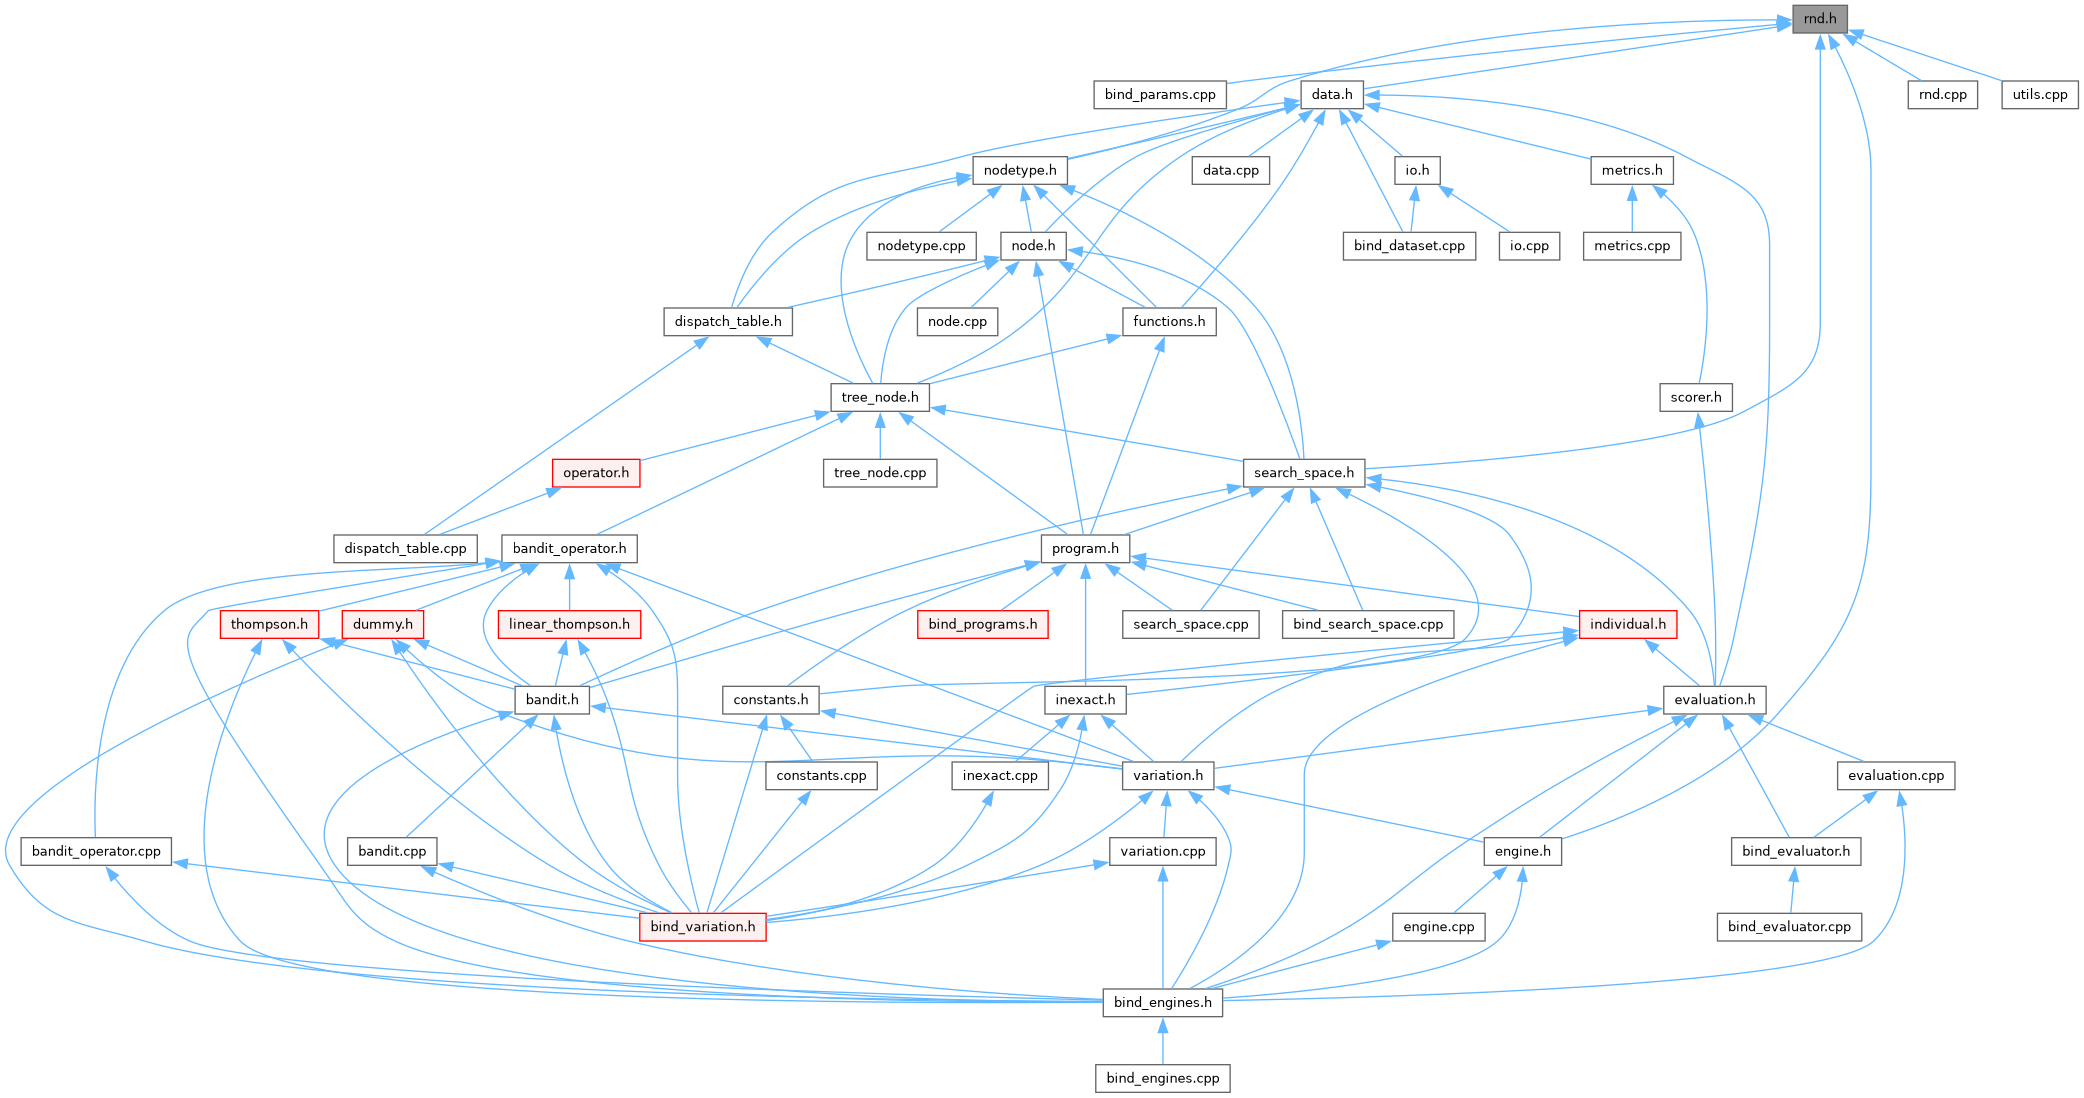 rnd.h
bind_params.cpp
data.h
rnd.cpp
utils.cpp
nodetype.h
data.cpp
io.h
metrics.h
nodetype.cpp
node.h
bind_dataset.cpp
io.cpp
metrics.cpp
dispatch_table.h
node.cpp
functions.h
tree_node.h
scorer.h
operator.h
tree_node.cpp
search_space.h
dispatch_table.cpp
bandit_operator.h
program.h
thompson.h
dummy.h
linear_thompson.h
bind_programs.h
search_space.cpp
bind_search_space.cpp
individual.h
bandit.h
constants.h
inexact.h
evaluation.h
constants.cpp
inexact.cpp
variation.h
evaluation.cpp
bandit_operator.cpp
bandit.cpp
variation.cpp
engine.h
bind_evaluator.h
bind_variation.h
engine.cpp
bind_evaluator.cpp
bind_engines.h
bind_engines.cpp